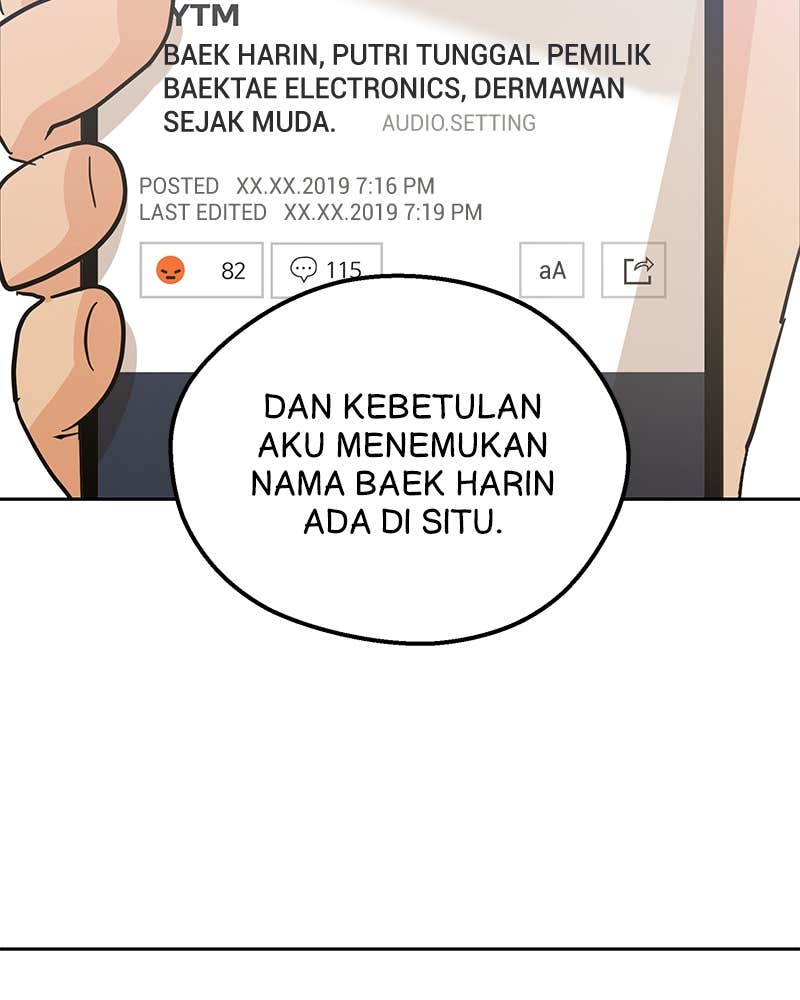 YTM
BAEK HARIN, PUTRI TUNGGAL PEMILIK
BAEKTAE ELECTRONICS, DERMAWAN
SEJAK MUDA. AUDIO.SETTING
POSTED XX.XX.2019 7:16 PM
LAST EDITED XX.XX.2019 7:19 PM
82 115 aA
DAN KEBETULAN
AKU MENEMUKAN
NAMA BAEK HARIN
ADA DI SITU.